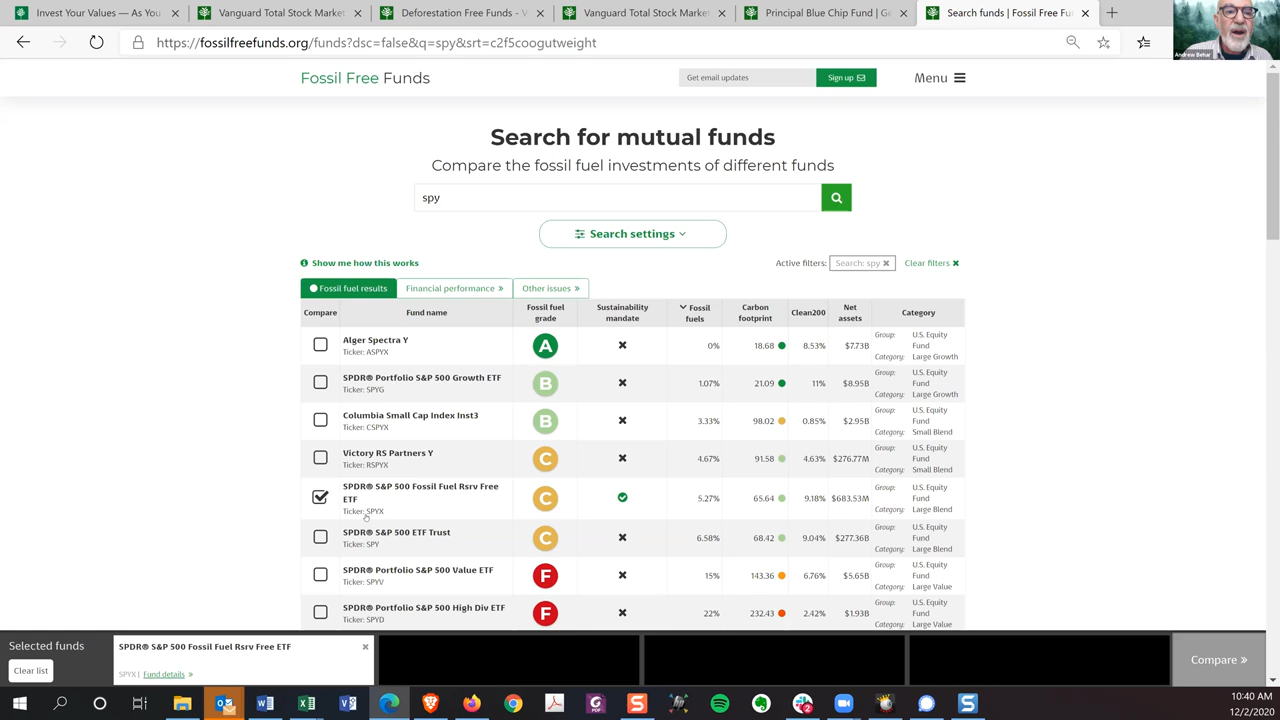 Invest As You
Vanguard Total Stock Market
Deforestation Free Funds - V
Vanguard Total Stock Market
Principal Blue Chip Fund | Ge
Search funds | Fossil Free Fun
https://fossilfreefunds.org/funds?dsc=false&q=spy&srt=c2f5coogutweight
Andrew Behar
Fossil Free Funds
Get email updates
Sign up
Menu
Search for mutual funds
Compare the fossil fuel investments of different funds
spy
Search settings
Show me how this works
Active filters: Search: spy ×
Clear filters ×
Fossil fuel results
Financial performance »
Other issues »
Compare
Fund name
Fossil fuel grade
Sustainability mandate
Fossil fuels
Carbon footprint
Clean200
Net assets
Category
Alger Spectra Y
Ticker: ASPYX
A
0%
18.68
8.53%
$7.73B
Group: U.S. Equity Fund
Category: Large Growth
SPDR® Portfolio S&P 500 Growth ETF
Ticker: SPYG
B
1.07%
21.09
11%
$8.95B
Group: U.S. Equity Fund
Category: Large Growth
Columbia Small Cap Index Inst3
Ticker: CSPYX
B
3.33%
98.02
0.85%
$2.95B
Group: U.S. Equity Fund
Category: Small Blend
Victory RS Partners Y
Ticker: RSPYX
C
4.67%
91.58
4.63%
$276.77M
Group: U.S. Equity Fund
Category: Small Blend
SPDR® S&P 500 Fossil Fuel Rsrv Free
ETF
Ticker: SPYX
C
5.27%
65.64
9.18%
$683.53M
Group: U.S. Equity Fund
Category: Large Blend
SPDR® S&P 500 ETF Trust
Ticker: SPY
C
6.58%
68.42
9.04%
$277.36B
Group: U.S. Equity Fund
Category: Large Blend
SPDR® Portfolio S&P 500 Value ETF
Ticker: SPYV
F
15%
143.36
6.76%
$5.65B
Group: U.S. Equity Fund
Category: Large Value
SPDR® Portfolio S&P 500 High Div ETF
Ticker: SPYD
F
22%
232.43
2.42%
$1.93B
Group: U.S. Equity Fund
Category: Large Value
Selected funds
Clear list
SPDR® S&P 500 Fossil Fuel Rsrv Free ETF
SPYX | Fund details »
Compare »
10:40 AM
12/2/2020